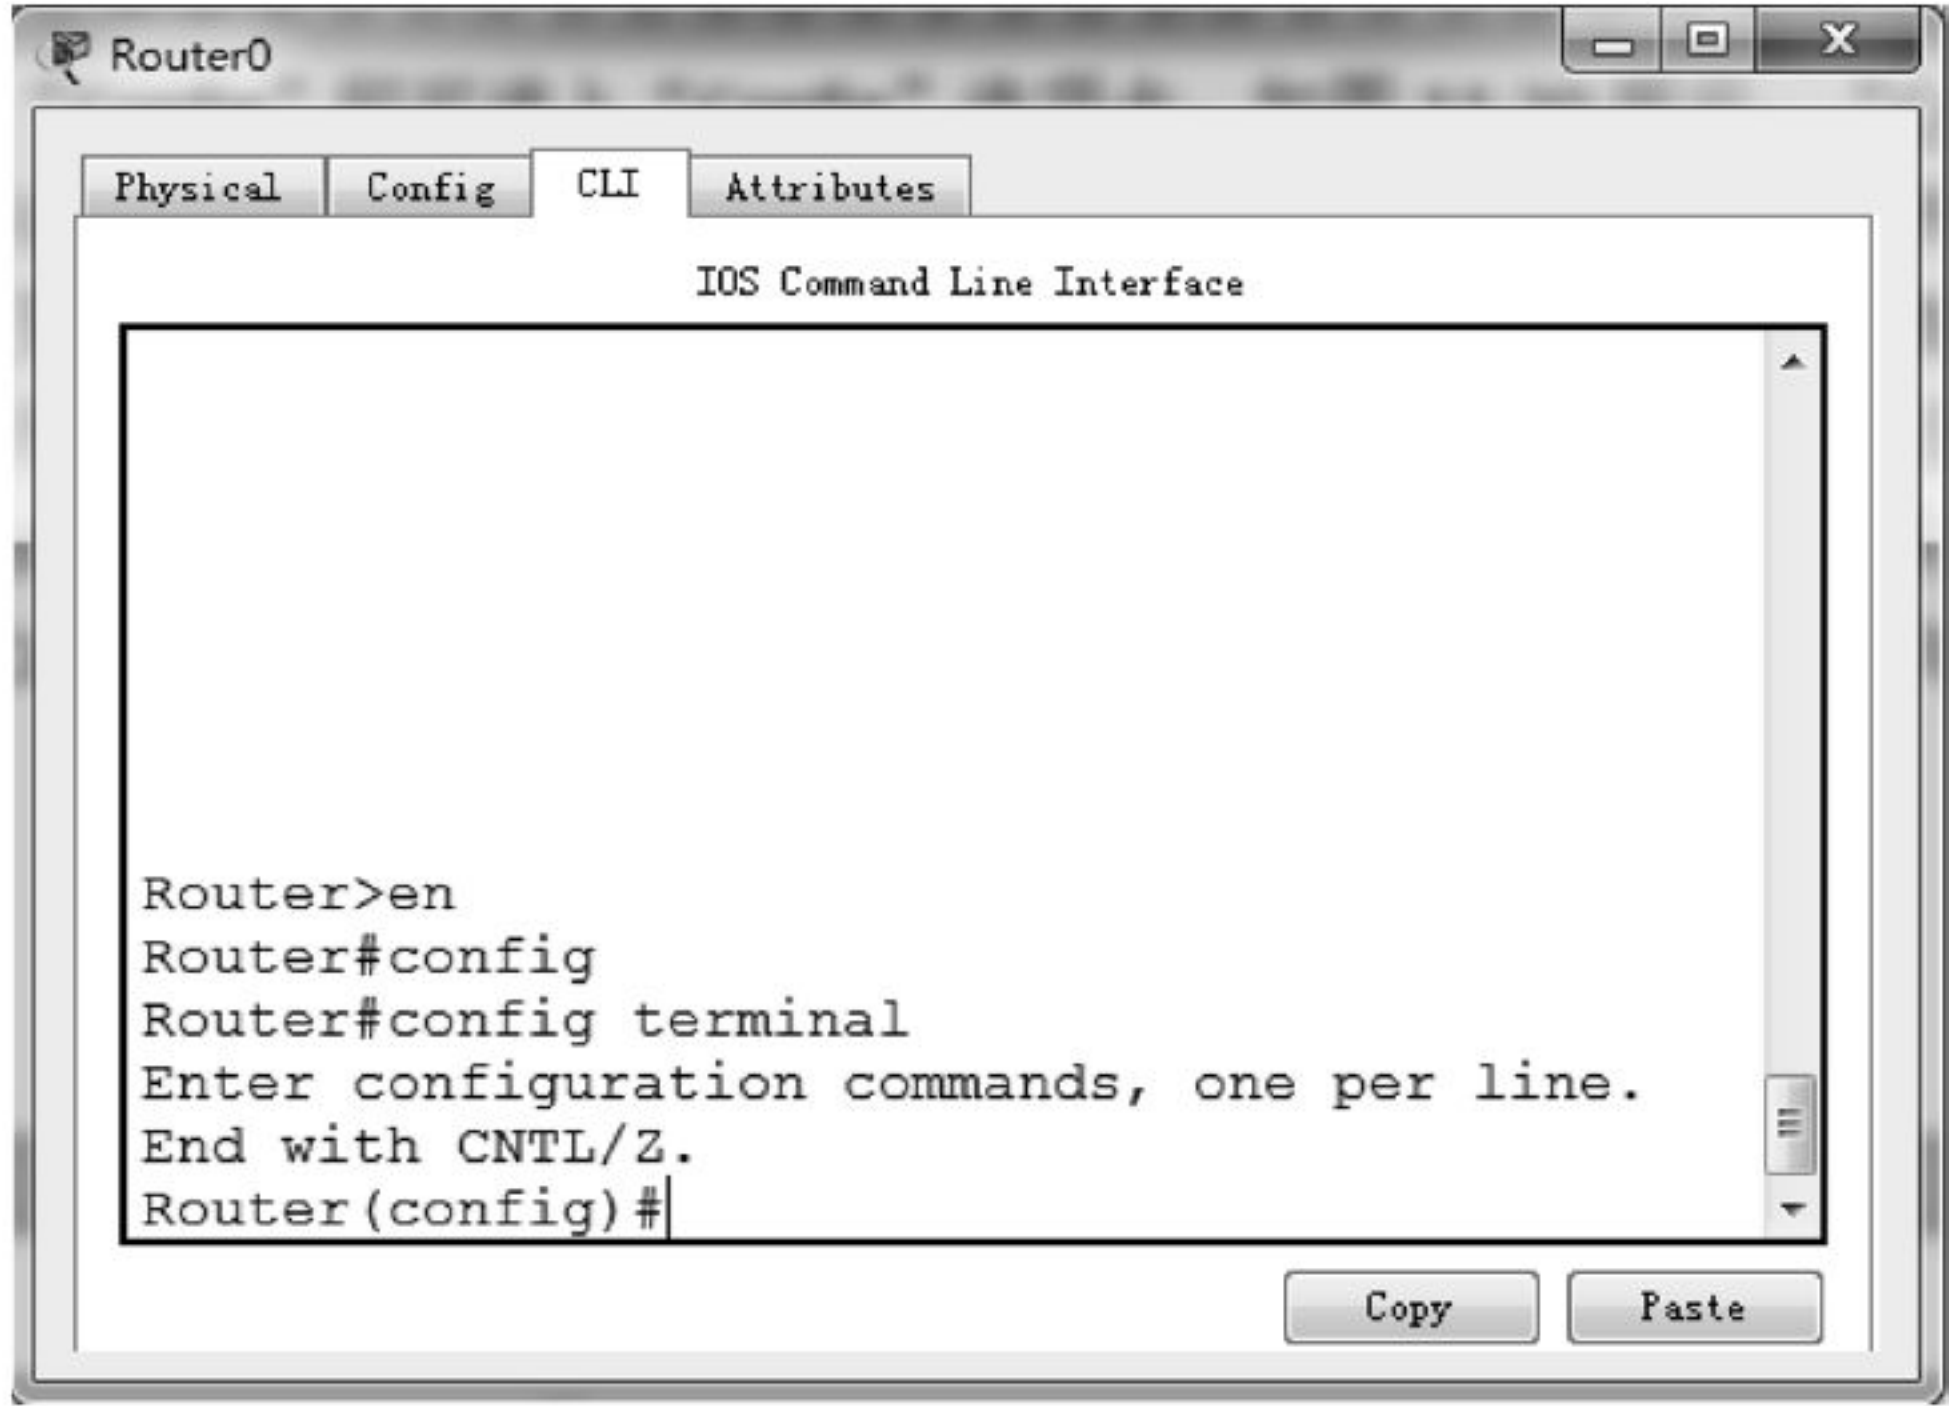 Router0
Physical Config CLI Attributes
IOS Command Line Interface
Router>en
Router#config
Router#config terminal
Enter configuration commands, one per line.
End with CNTL/Z.
Router(config)#
Copy Paste